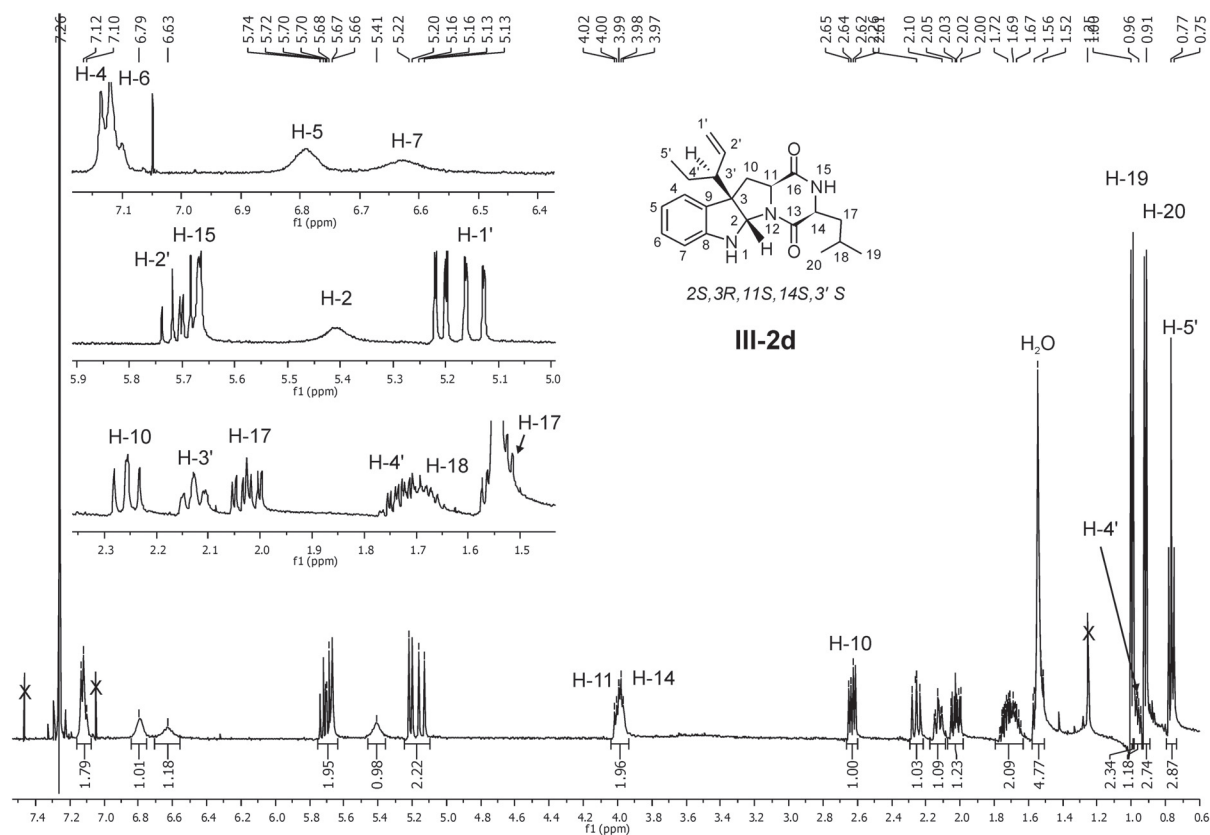 7.26 7.12 7.10 6.79 6.63 5.74 5.72 5.70 5.70 5.68 5.67 5.66 5.41 5.22 5.20 5.16 5.16 5.13 5.13 4.02 4.00 3.99 3.98 3.97 2.65 2.64 2.62 2.61 2.26 2.10 2.05 2.03 2.02 2.00 1.72 1.69 1.67 1.56 1.52 1.25 1.00 0.96 0.91 0.77 0.75
H-4 H-6 H-5 H-7
7.1 7.0 6.9 6.8 6.7 6.6 6.5 6.4
f1 (ppm)
H-2' H-15 H-2 H-1'
5.9 5.8 5.7 5.6 5.5 5.4 5.3 5.2 5.1 5.0
f1 (ppm)
H-10 H-3' H-17 H-4' H-18 H-17
2.3 2.2 2.1 2.0 1.9 1.8 1.7 1.6 1.5
f1 (ppm)
1'
5' H 2' 10 O 15
4' 3' 11 16 NH
4 9 3 13 17
5 2 N 12 14
6 8 N H O 18
7 H 1 20 19
2S,3R,11S,14S,3' S
III-2d
H-19
H-20
H₂O
H-5'
H-4'
H-10
H-11 H-14
X X X
1.79 1.01 1.18 1.95 0.98 2.22 1.96 1.00 1.03 1.09 1.23 2.09 4.77 2.34 1.18 2.74 2.87
7.4 7.2 7.0 6.8 6.6 6.4 6.2 6.0 5.8 5.6 5.4 5.2 5.0 4.8 4.6 4.4 4.2 4.0 3.8 3.6 3.4 3.2 3.0 2.8 2.6 2.4 2.2 2.0 1.8 1.6 1.4 1.2 1.0 0.8 0.6
f1 (ppm)